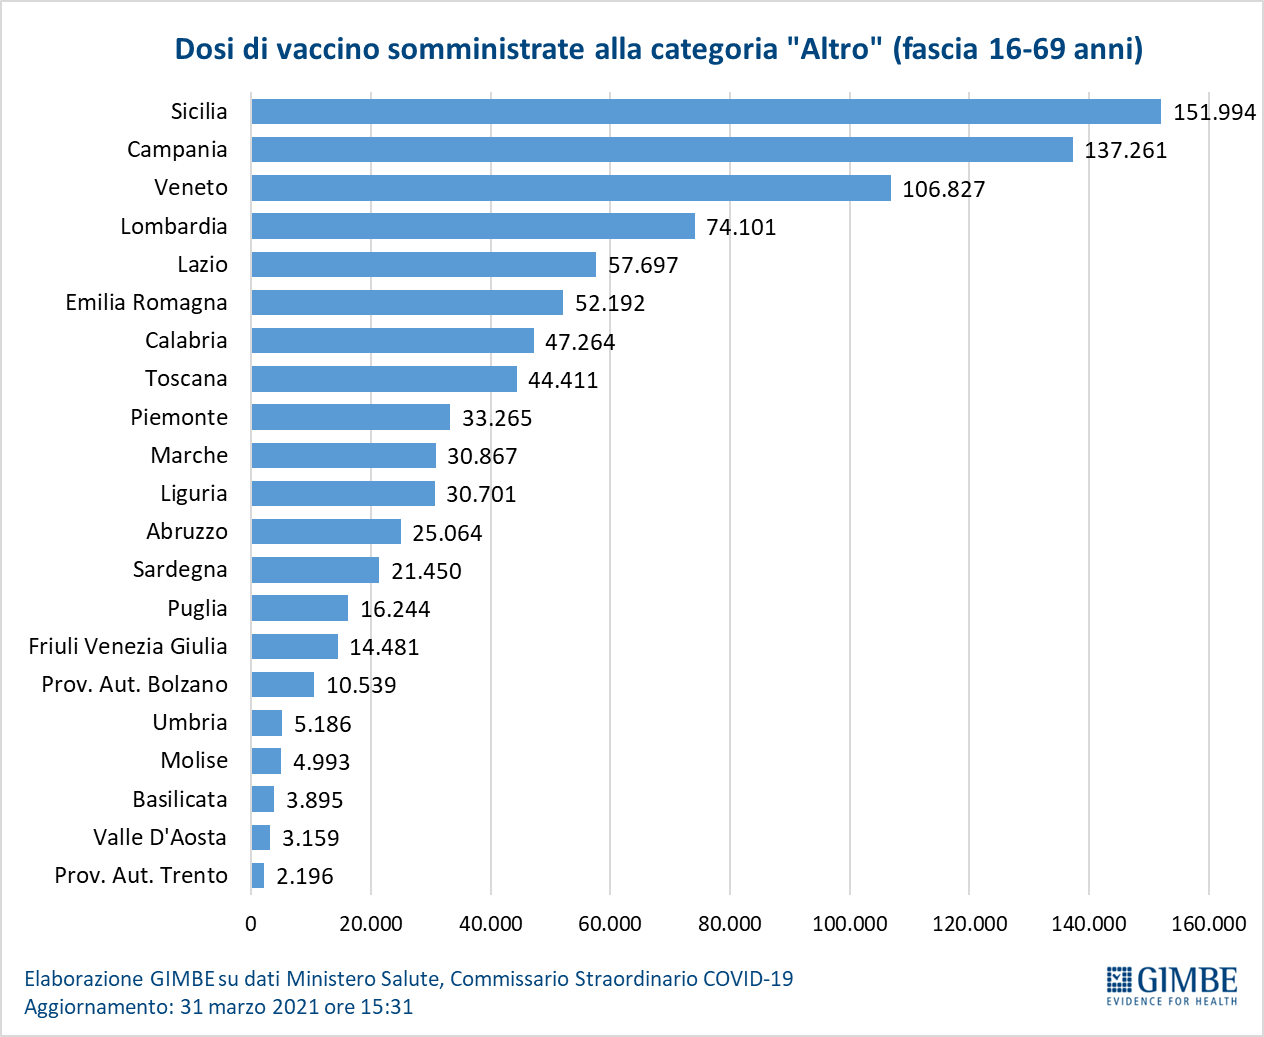 Dosi di vaccino somministrate alla categoria "Altro" (fascia 16-69 anni)
Sicilia 151.994
Campania 137.261
Veneto 106.827
Lombardia 74.101
Lazio 57.697
Emilia Romagna 52.192
Calabria 47.264
Toscana 44.411
Piemonte 33.265
Marche 30.867
Liguria 30.701
Abruzzo 25.064
Sardegna 21.450
Puglia 16.244
Friuli Venezia Giulia 14.481
Prov. Aut. Bolzano 10.539
Umbria 5.186
Molise 4.993
Basilicata 3.895
Valle D'Aosta 3.159
Prov. Aut. Trento 2.196
0 20.000 40.000 60.000 80.000 100.000 120.000 140.000 160.000
Elaborazione GIMBE su dati Ministero Salute, Commissario Straordinario COVID-19
Aggiornamento: 31 marzo 2021 ore 15:31
GIMBE
EVIDENCE FOR HEALTH